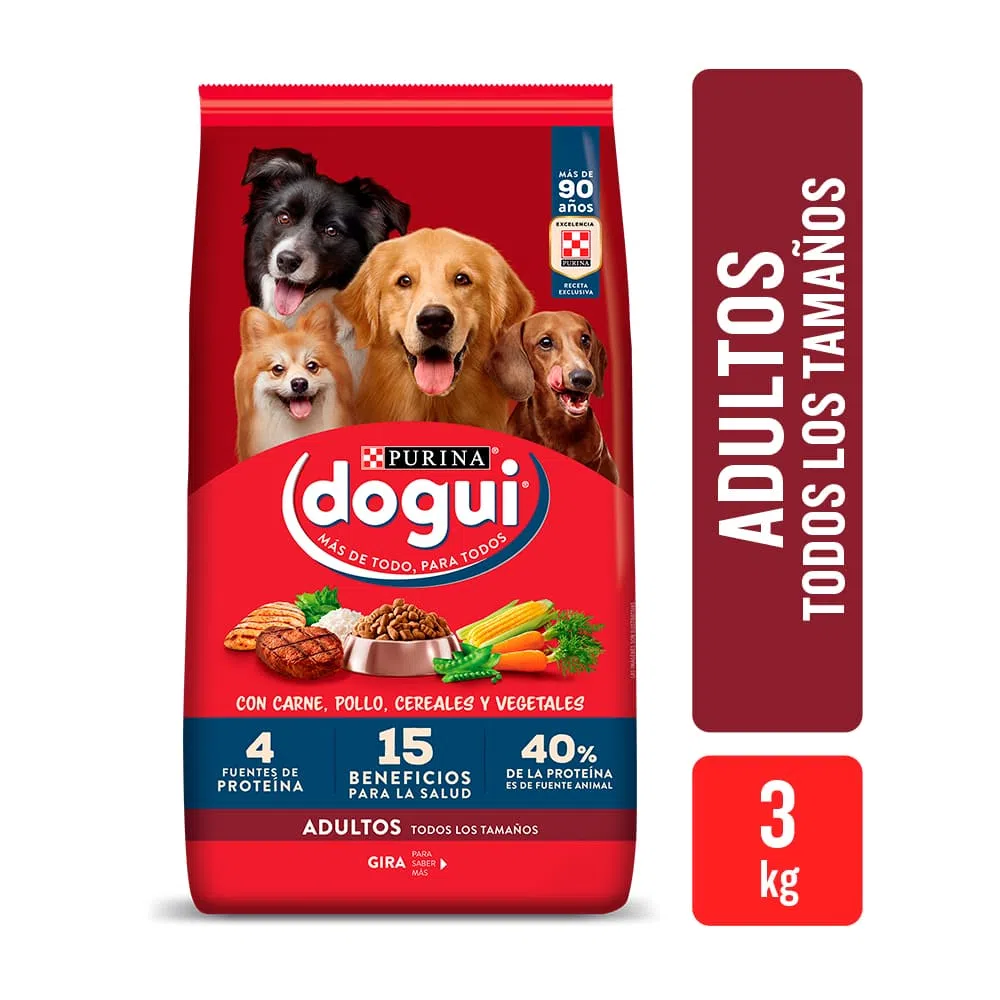 MÁS DE
90
años
EXCELENCIA
PURINA
RECETA
EXCLUSIVA
PURINA®
dogui®
MÁS DE TODO, PARA TODOS
CON CARNE, POLLO, CEREALES Y VEGETALES
4
FUENTES DE
PROTEÍNA
15
BENEFICIOS
PARA LA SALUD
40%
DE LA PROTEÍNA
ES DE FUENTE ANIMAL
ADULTOS TODOS LOS TAMAÑOS
GIRA PARA
SABER
MÁS
ADULTOS
TODOS LOS TAMAÑOS
3
kg